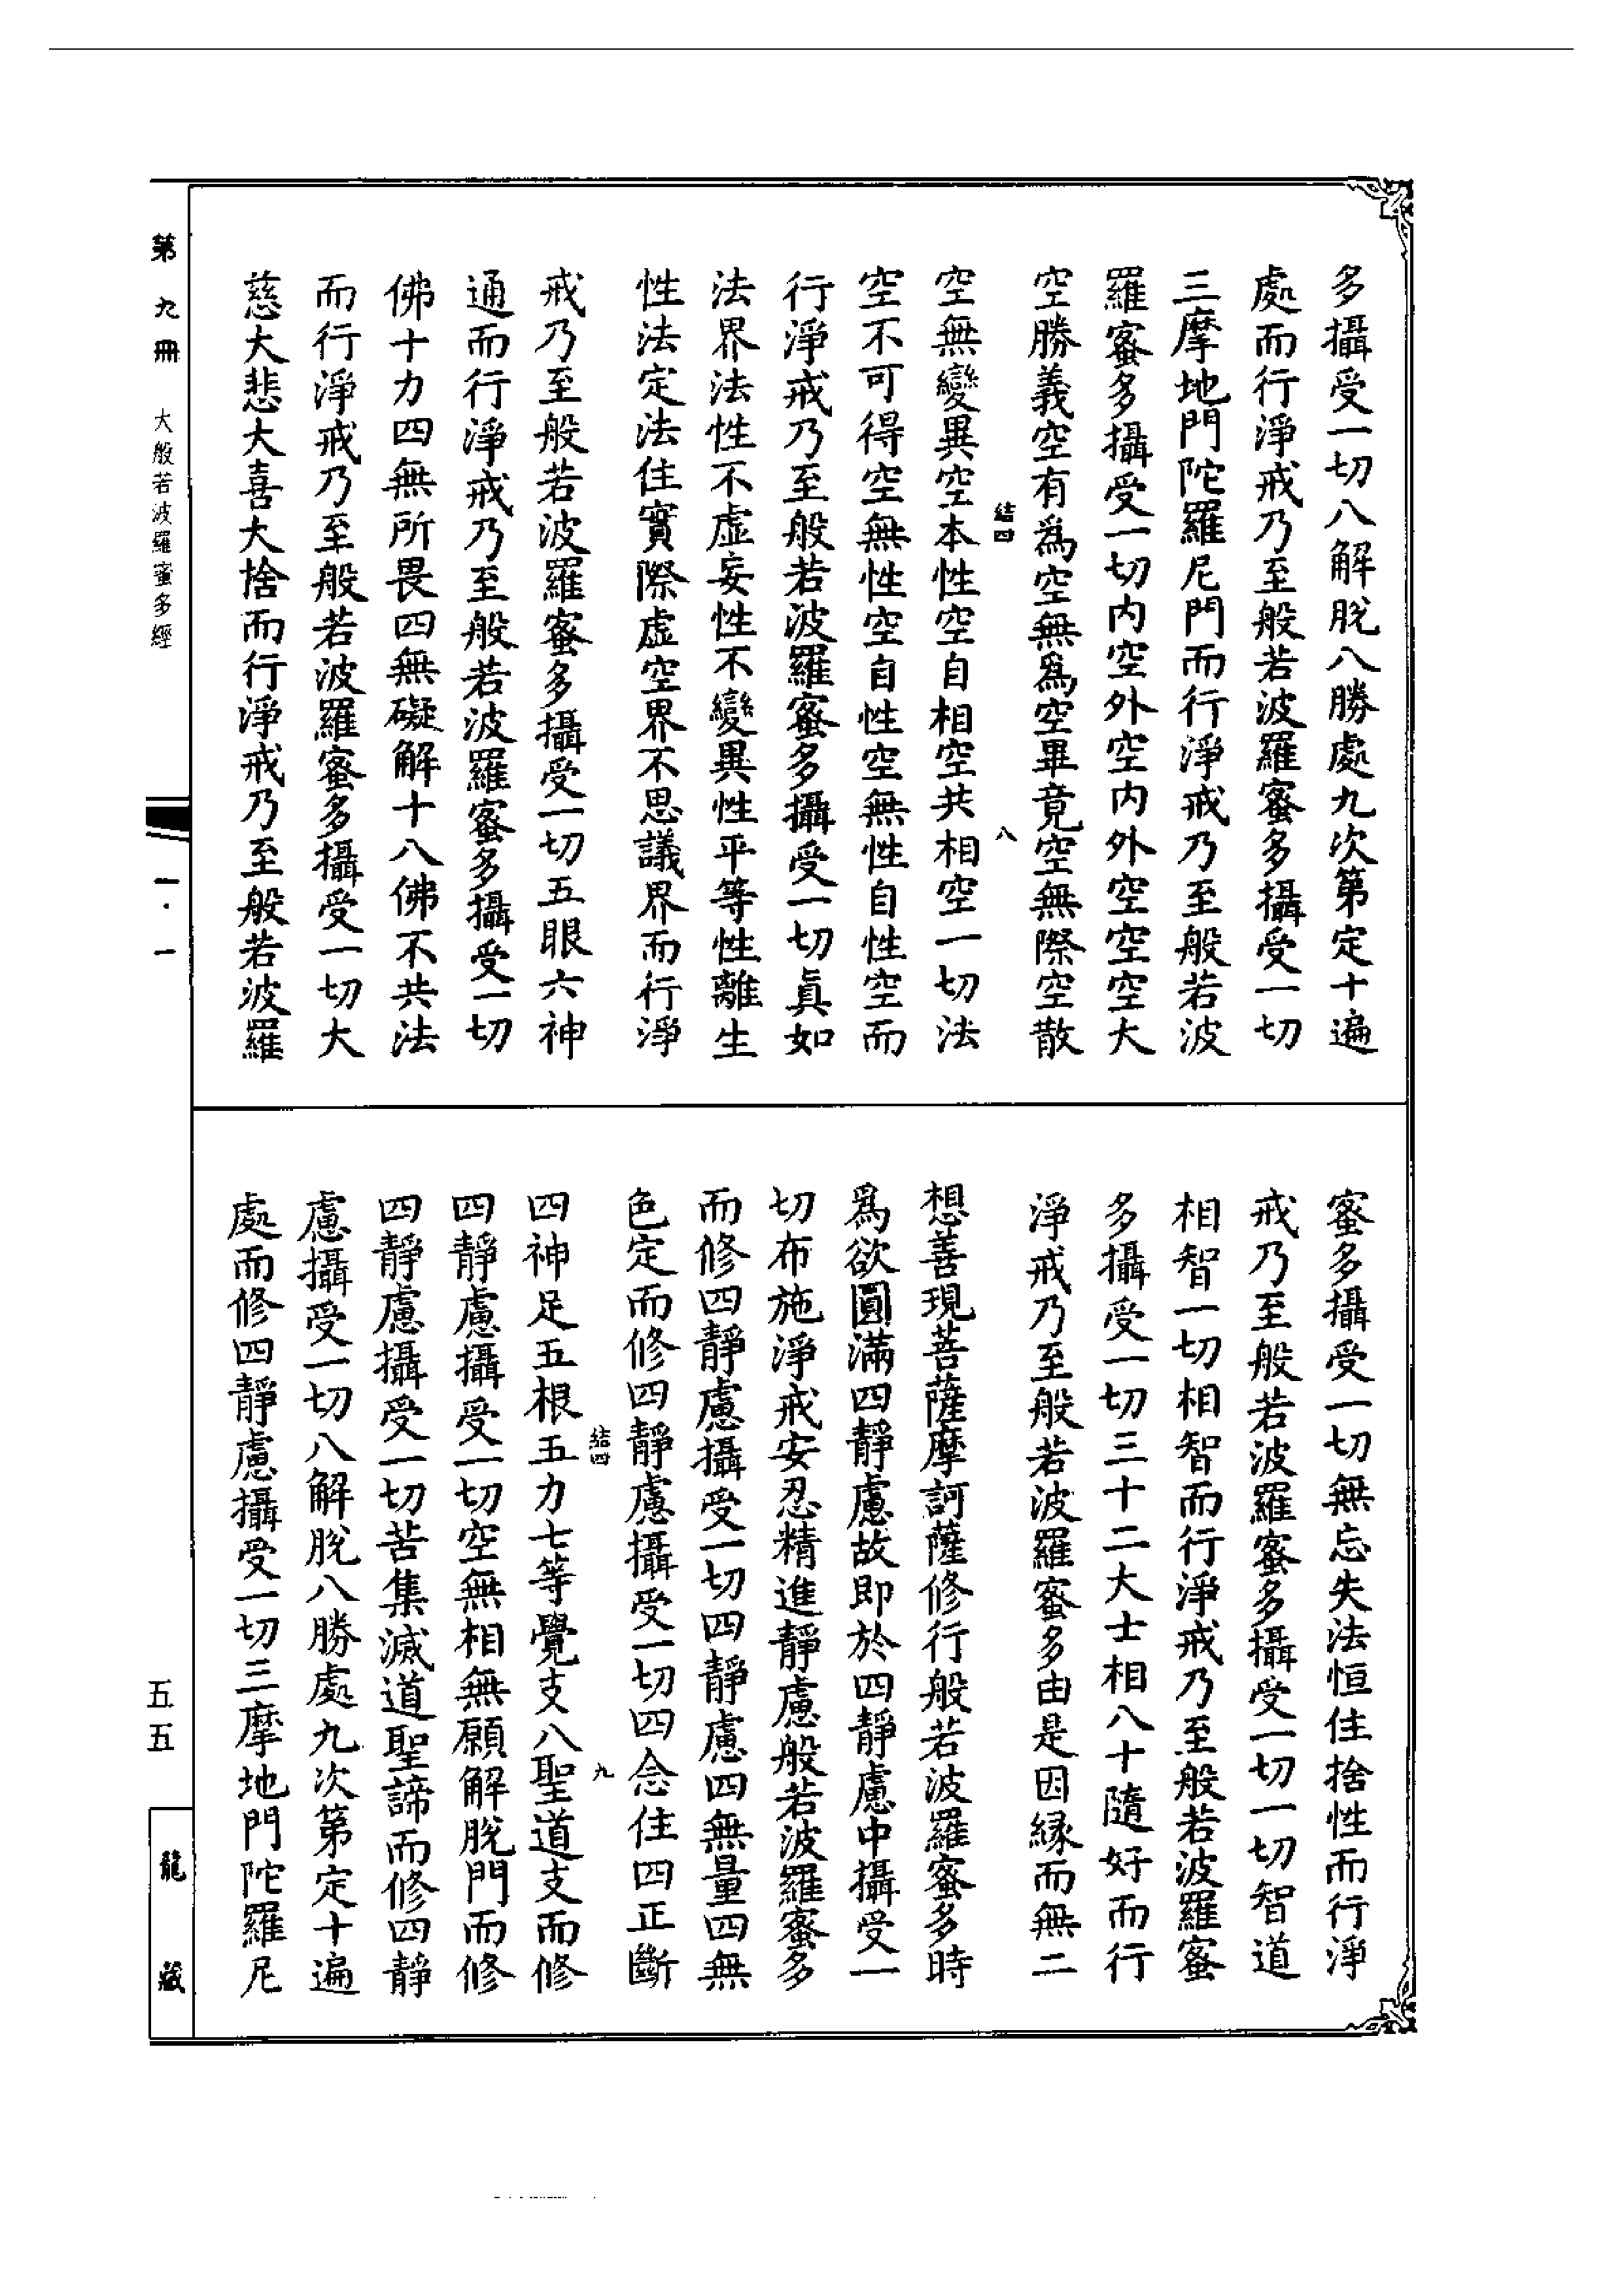 多攝受一切八解脫八勝處九次第定十遍
處而行淨戒乃至般若波羅蜜多攝受一切
三摩地門陀羅尼門而行淨戒乃至般若波
羅蜜多攝受一切内空外空内外空空空大
空勝義空有爲空無爲空畢竟空無際空散
結四 八
空無變異空本性空自相空共相空一切法
空不可得空無性空自性空無性自性空而
行淨戒乃至般若波羅蜜多攝受一切眞如
法界法性不虛妄性不變異性平等性離生
性法定法住實際虛空界不思議界而行淨
戒乃至般若波羅蜜多攝受一切五眼六神
通而行淨戒乃至般若波羅蜜多攝受一切
佛十力四無所畏四無礙解十八佛不共法
而行淨戒乃至般若波羅蜜多攝受一切大
慈大悲大喜大捨而行淨戒乃至般若波羅
蜜多攝受一切無忘失法恒住捨性而行淨
戒乃至般若波羅蜜多攝受一切一切智道
相智一切相智而行淨戒乃至般若波羅蜜
多攝受一切三十二大士相八十隨好而行
淨戒乃至般若波羅蜜多由是因縁而無二
想善現菩薩摩訶薩修行般若波羅蜜多時
爲欲圓滿四靜慮故即於四靜慮中攝受一
切布施淨戒安忍精進靜慮般若波羅蜜多
而修四靜慮攝受一切四靜慮四無量四無
色定而修四靜慮攝受一切四念住四正斷
結四 九
四神足五根五力七等覺支八聖道支而修
四靜慮攝受一切空無相無願解脫門而修
四靜慮攝受一切苦集滅道聖諦而修四靜
慮攝受一切八解脫八勝處九次第定十遍
處而修四靜慮攝受一切三摩地門陀羅尼
第九冊 大般若波羅蜜多經
一·一
五五
龍藏